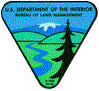 U.S. DEPARTMENT OF THE INTERIOR
BUREAU OF LAND MANAGEMENT